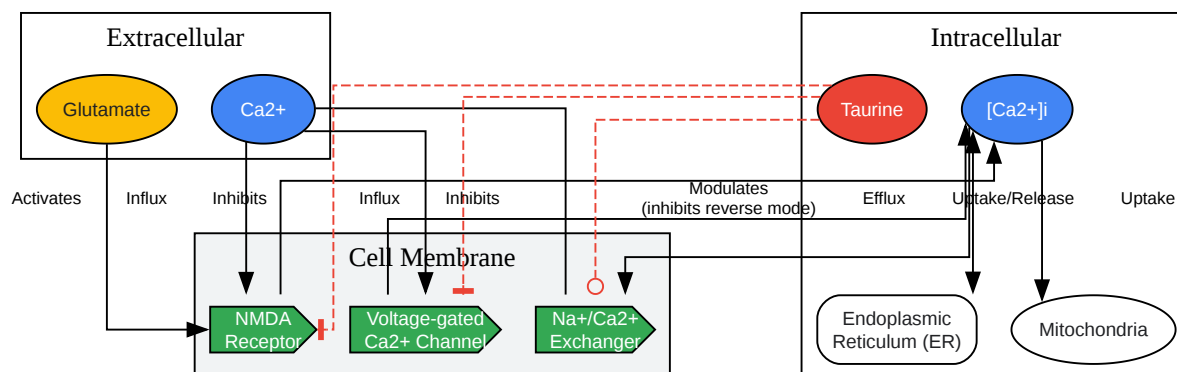 Extracellular
Intracellular
Glutamate
Ca2+
Taurine
[Ca2+]i
Activates
Influx
Inhibits
Influx
Inhibits
Modulates
(inhibits reverse mode)
Efflux
Uptake/Release
Uptake
Cell Membrane
NMDA
Receptor
Voltage-gated
Ca2+ Channel
Na+/Ca2+
Exchanger
Endoplasmic
Reticulum (ER)
Mitochondria